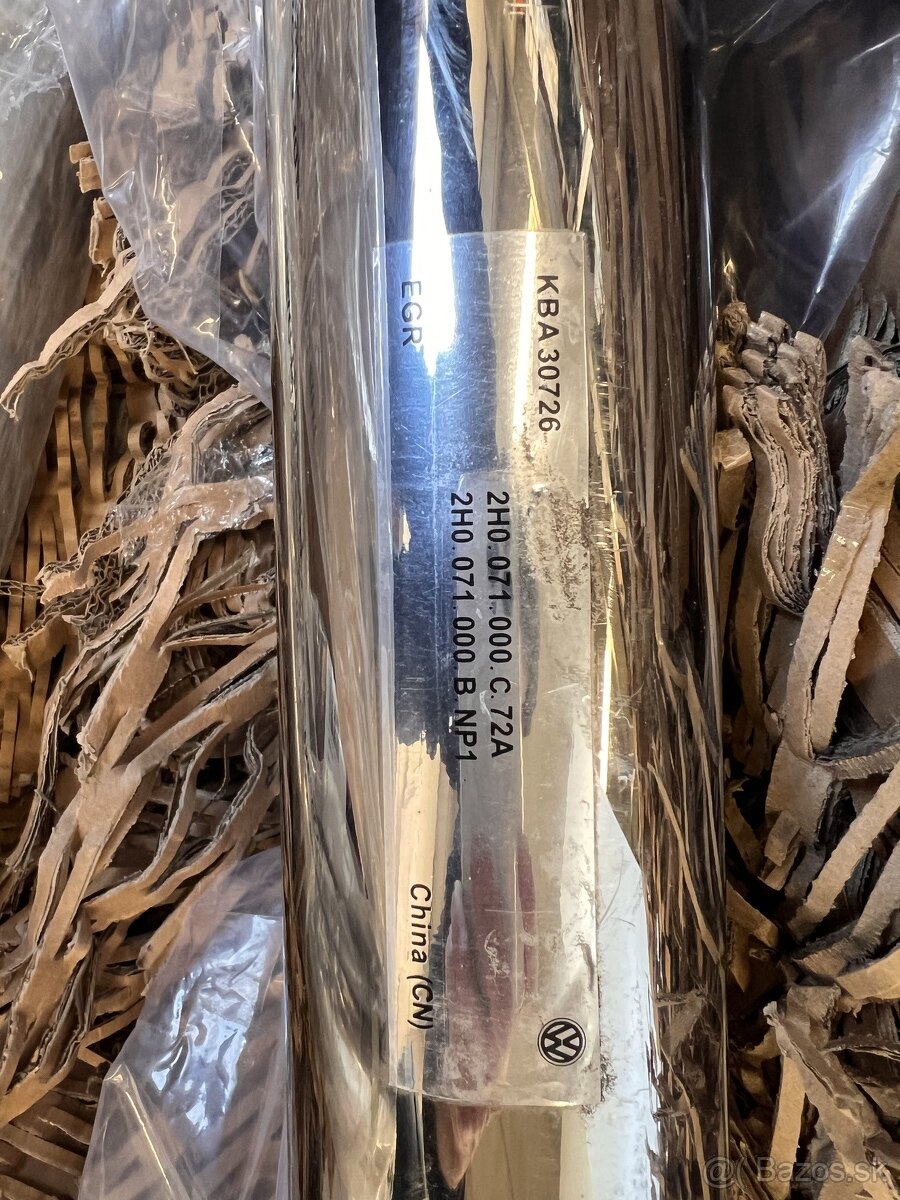 KBA 30726
EGR
2H0.071.000.C.72A
2H0.071.000.B NP1
China (CN)
Bazos.sk